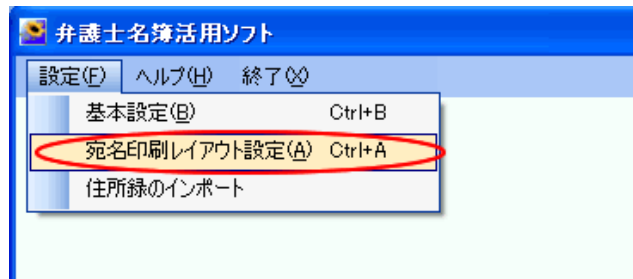 弁護士名簿活用ソフト
設定(F) ヘルプ(H) 終了(X)
基本設定(B) Ctrl+B
宛名印刷レイアウト設定(A) Ctrl+A
住所録のインポート